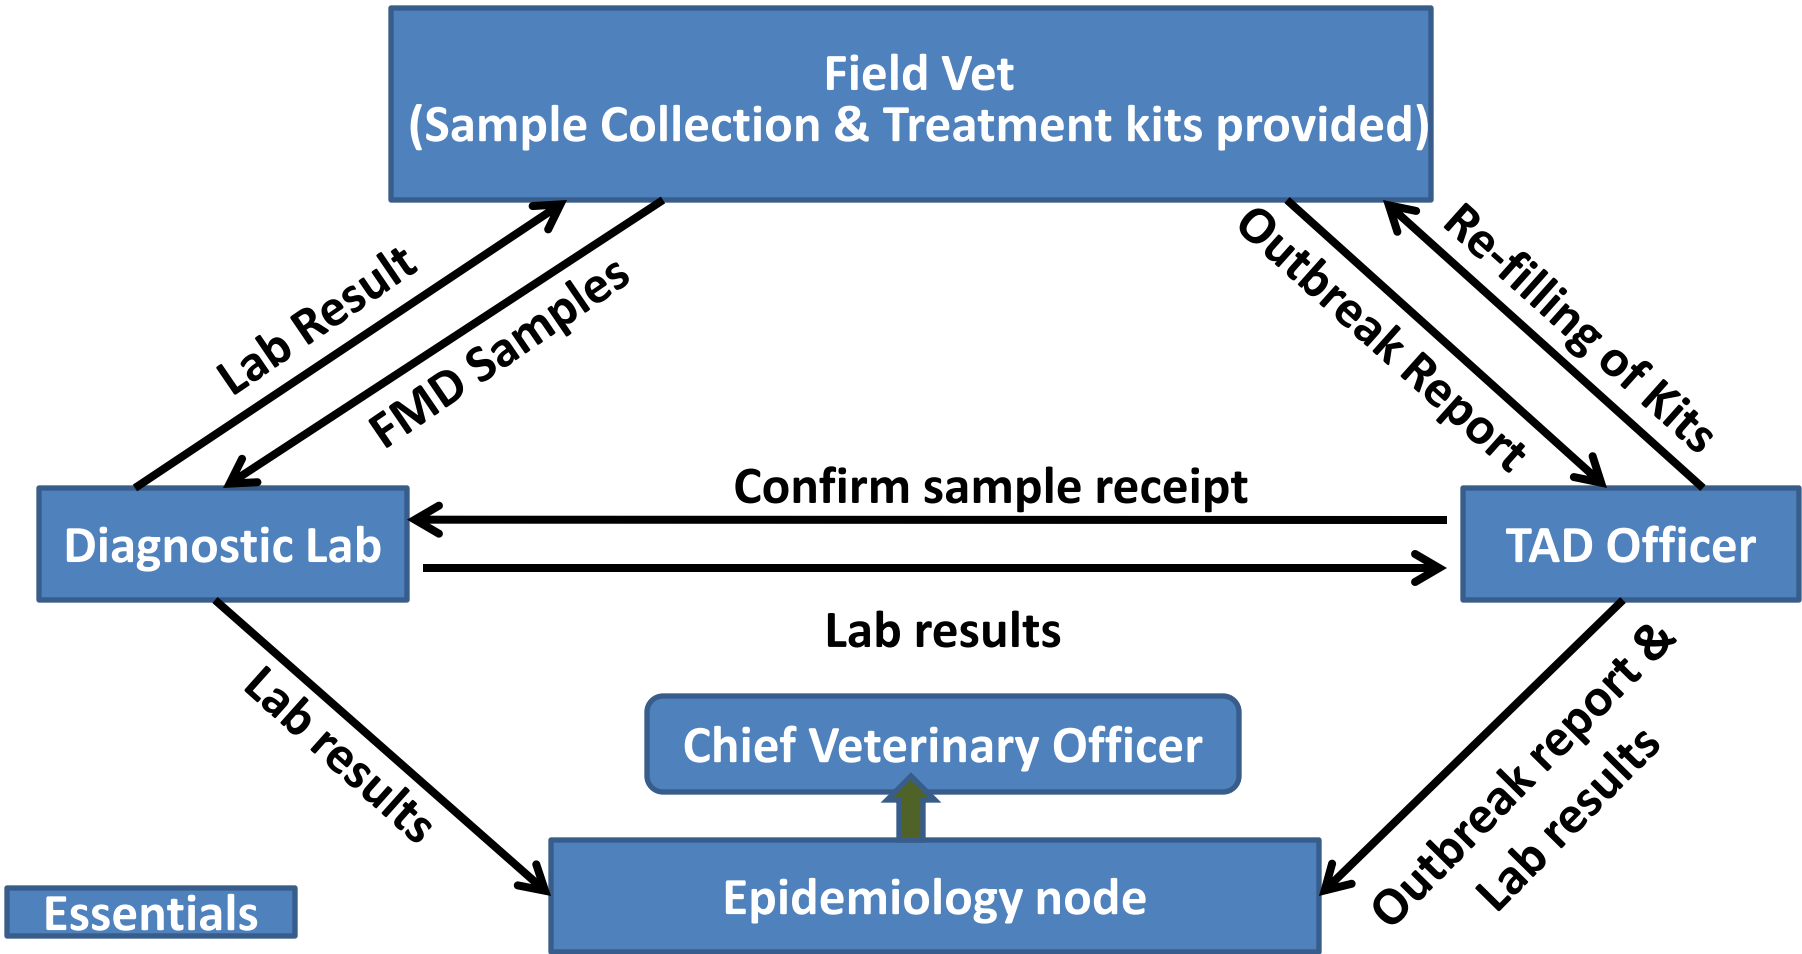 Field Vet
(Sample Collection & Treatment kits provided)
Lab Result
FMD Samples
Outbreak Report
Re-filling of Kits
Confirm sample receipt
Diagnostic Lab
TAD Officer
Lab results
Lab results
Chief Veterinary Officer
Outbreak report &
Lab results
Epidemiology node
Essentials